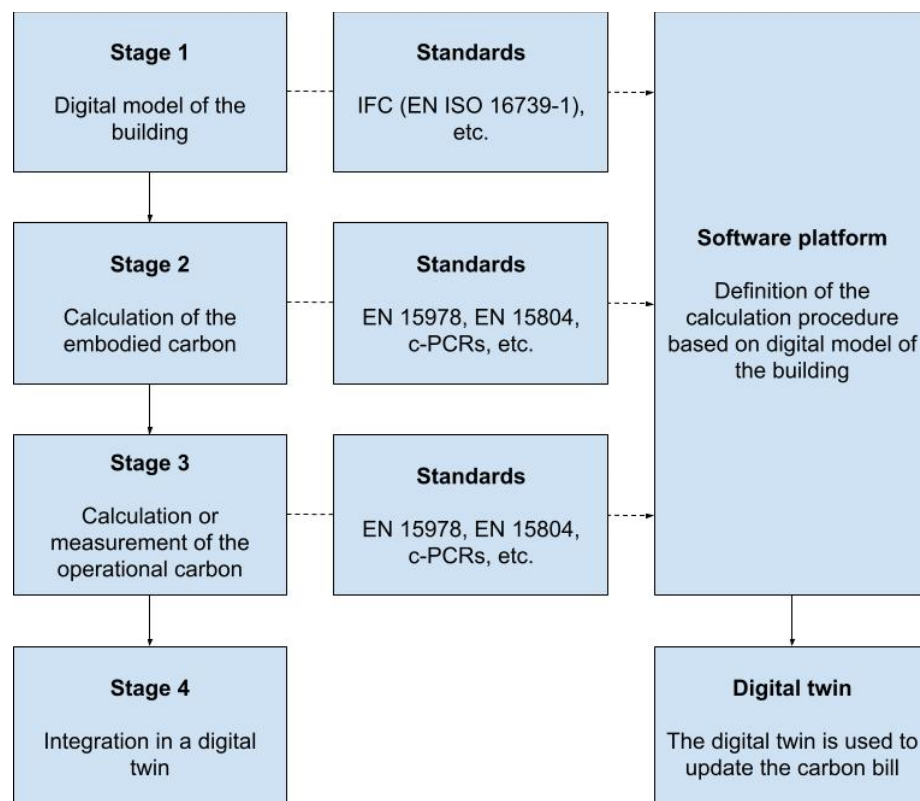 Stage 1
Digital model of the
building
Standards
IFC (EN ISO 16739-1),
etc.
Stage 2
Calculation of the
embodied carbon
Standards
EN 15978, EN 15804,
c-PCRs, etc.
Software platform
Definition of the
calculation procedure
based on digital model of
the building
Stage 3
Calculation or
measurement of the
operational carbon
Standards
EN 15978, EN 15804,
c-PCRs, etc.
Stage 4
Integration in a digital
twin
Digital twin
The digital twin is used to
update the carbon bill